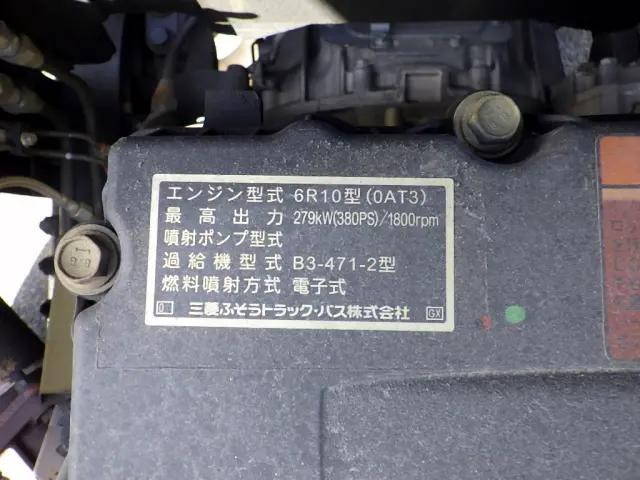 エンジン型式 6R10型(0AT3)
最高出力 279kW(380PS)/1800rpm
噴射ポンプ型式
過給機型式 B3-471-2型
燃料噴射方式 電子式
0 三菱ふそうトラック・バス株式会社 GX